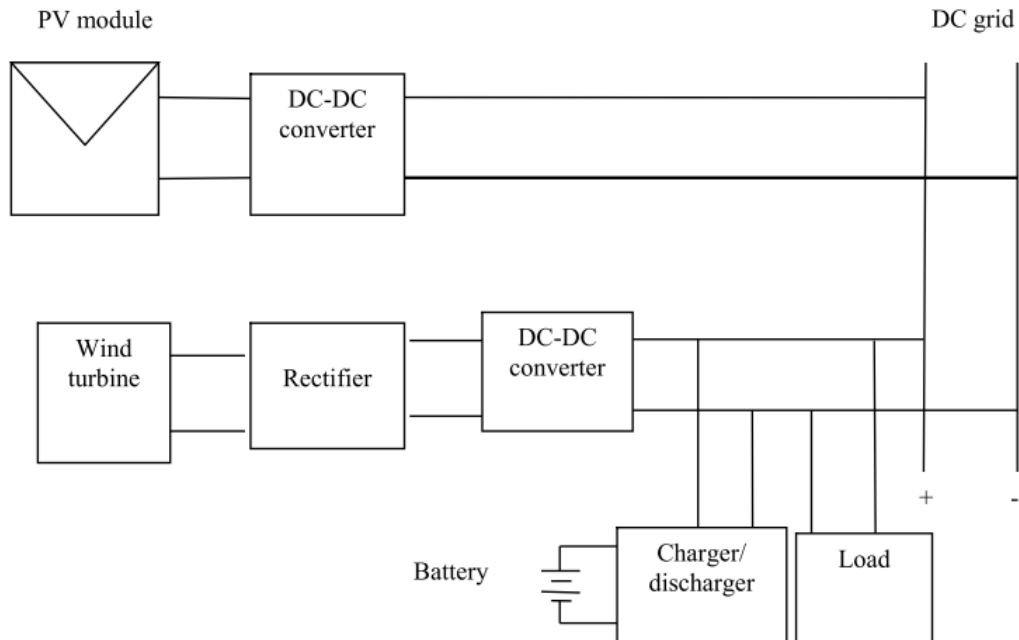 PV module
DC grid
DC-DC
converter
Wind
turbine
Rectifier
DC-DC
converter
+
-
Battery
Charger/
discharger
Load